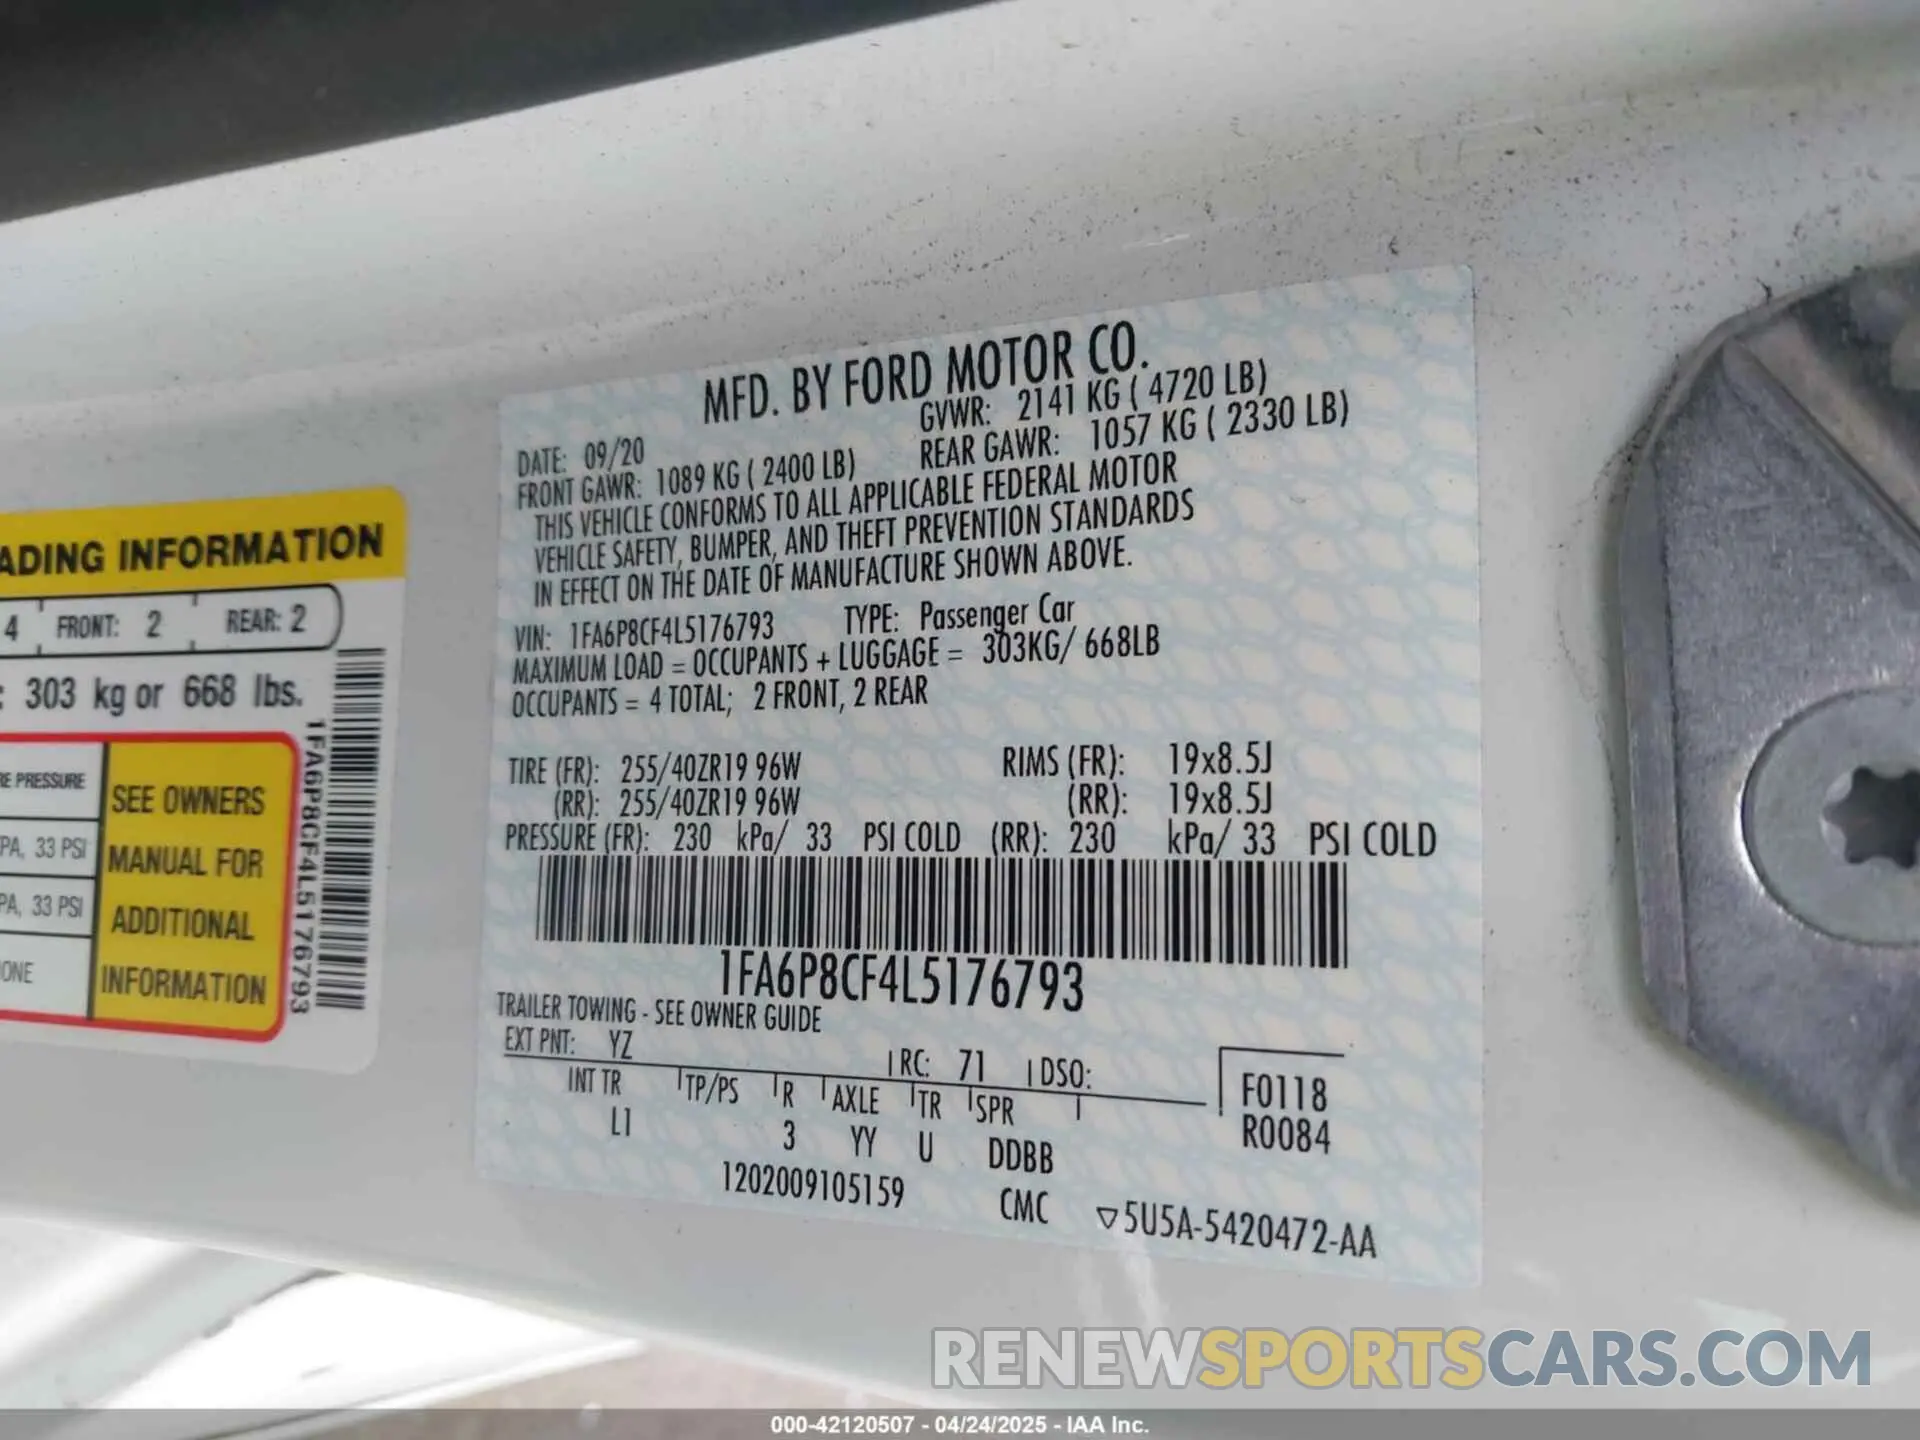 MFD. BY FORD MOTOR CO.
DATE: 09/20 GVWR: 2141 KG ( 4720 LB)
FRONT GAWR: 1089 KG ( 2400 LB) REAR GAWR: 1057 KG ( 2330 LB)
THIS VEHICLE CONFORMS TO ALL APPLICABLE FEDERAL MOTOR
VEHICLE SAFETY, BUMPER, AND THEFT PREVENTION STANDARDS
IN EFFECT ON THE DATE OF MANUFACTURE SHOWN ABOVE.
VIN: 1FA6P8CF4L5176793 TYPE: Passenger Car
MAXIMUM LOAD = OCCUPANTS + LUGGAGE = 303KG/ 668LB
OCCUPANTS = 4 TOTAL; 2 FRONT, 2 REAR
TIRE (FR): 255/40ZR19 96W RIMS (FR): 19x8.5J
(RR): 255/40ZR19 96W (RR): 19x8.5J
PRESSURE (FR): 230 kPa/ 33 PSI COLD (RR): 230 kPa/ 33 PSI COLD
1FA6P8CF4L5176793
TRAILER TOWING - SEE OWNER GUIDE
EXT PNT: YZ RC: 71 DSO:
INT TR TP/PS R AXLE TR SPR
L1 3 YY U DDBB
F0118
R0084
1202009105159 CMC ▽5U5A-5420472-AA
ADING INFORMATION
4 FRONT: 2 REAR: 2
: 303 kg or 668 lbs.
RE PRESSURE
PA, 33 PSI
PA, 33 PSI
ONE
SEE OWNERS
MANUAL FOR
ADDITIONAL
INFORMATION
1FA6P8CF4L5176793
RENEWSPORTSCARS.COM
000-42120507 - 04/24/2025 - IAA Inc.